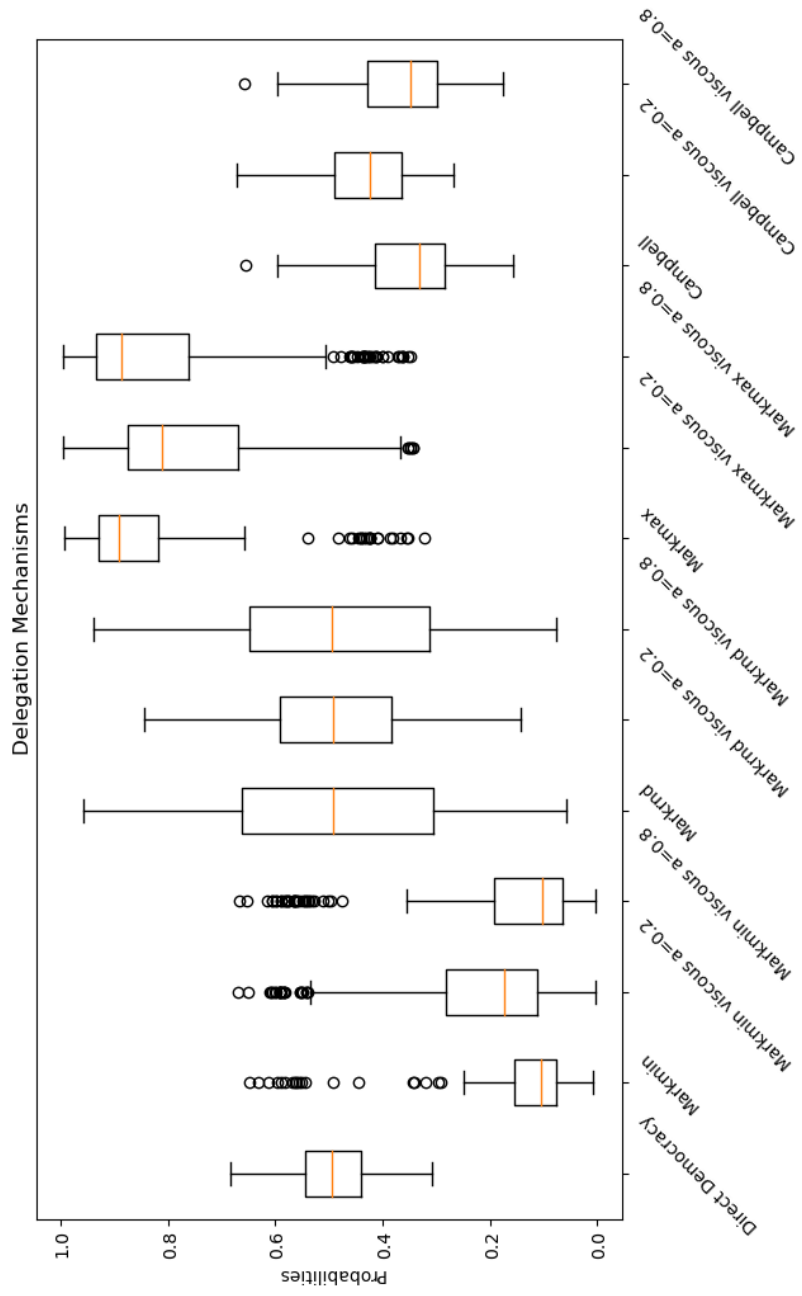 Delegation Mechanisms
Probabilities
1.0
0.8
0.6
0.4
0.2
0.0
Direct Democracy
Markmin
Markmin viscous a=0.2
Markmin viscous a=0.8
Markrnd
Markrnd viscous a=0.2
Markrnd viscous a=0.8
Markmax
Markmax viscous a=0.2
Markmax viscous a=0.8
Campbell
Campbell viscous a=0.2
Campbell viscous a=0.8